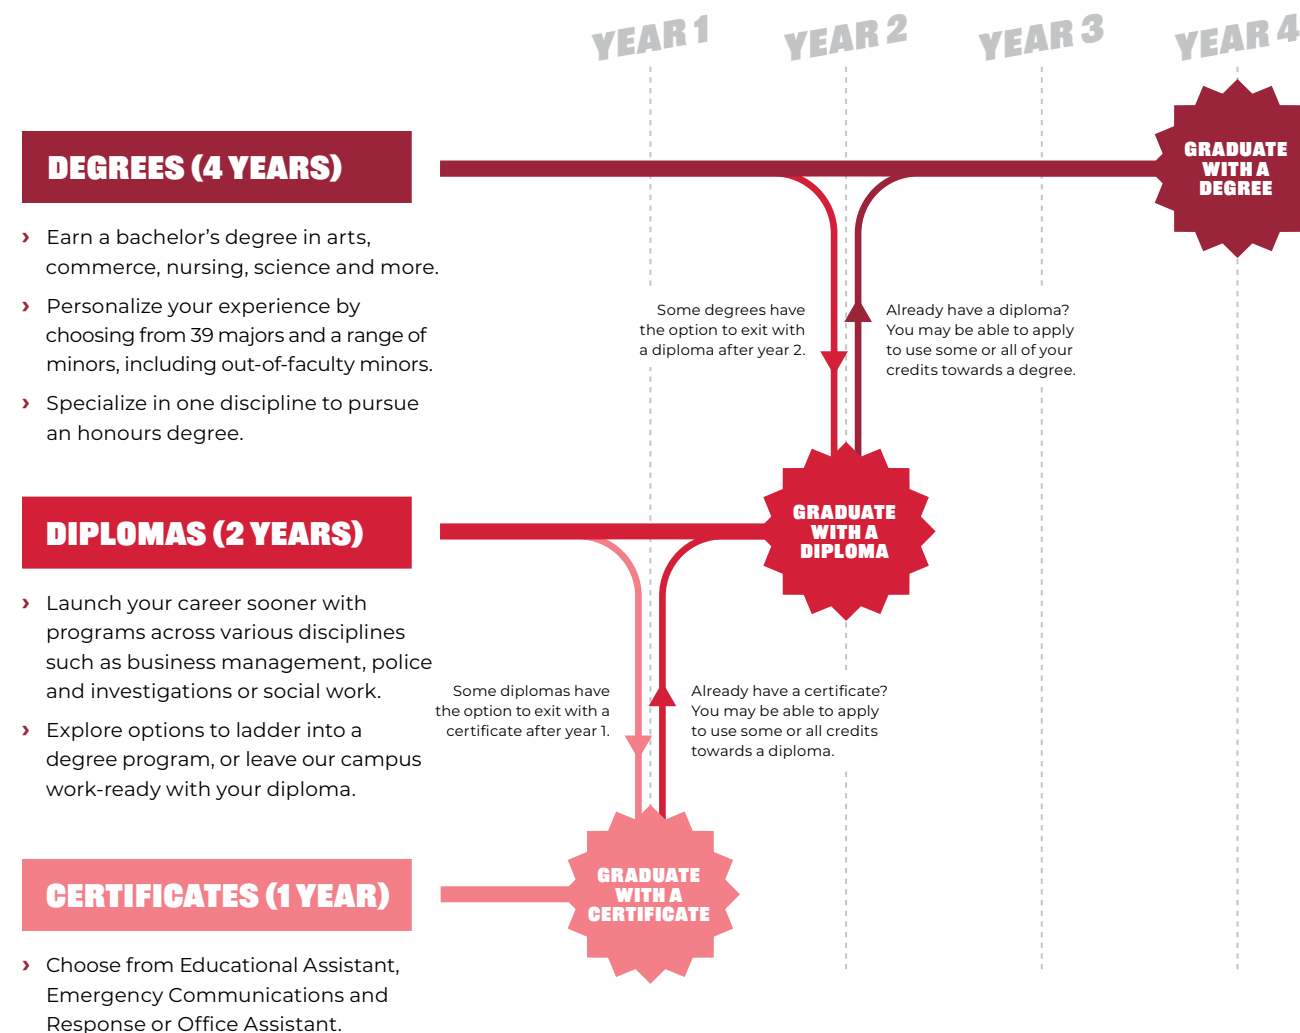 YEAR 1
YEAR 2
YEAR 3
YEAR 4
DEGREES (4 YEARS)
› Earn a bachelor’s degree in arts,
commerce, nursing, science and more.
› Personalize your experience by
choosing from 39 majors and a range of
minors, including out-of-faculty minors.
› Specialize in one discipline to pursue
an honours degree.
GRADUATE
WITH A
DEGREE
Some degrees have
the option to exit with
a diploma after year 2.
Already have a diploma?
You may be able to apply
to use some or all of your
credits towards a degree.
DIPLOMAS (2 YEARS)
› Launch your career sooner with
programs across various disciplines
such as business management, police
and investigations or social work.
› Explore options to ladder into a
degree program, or leave our campus
work-ready with your diploma.
GRADUATE
WITH A
DIPLOMA
Some diplomas have
the option to exit with a
certificate after year 1.
Already have a certificate?
You may be able to apply
to use some or all credits
towards a diploma.
CERTIFICATES (1 YEAR)
› Choose from Educational Assistant,
Emergency Communications and
Response or Office Assistant.
GRADUATE
WITH A
CERTIFICATE